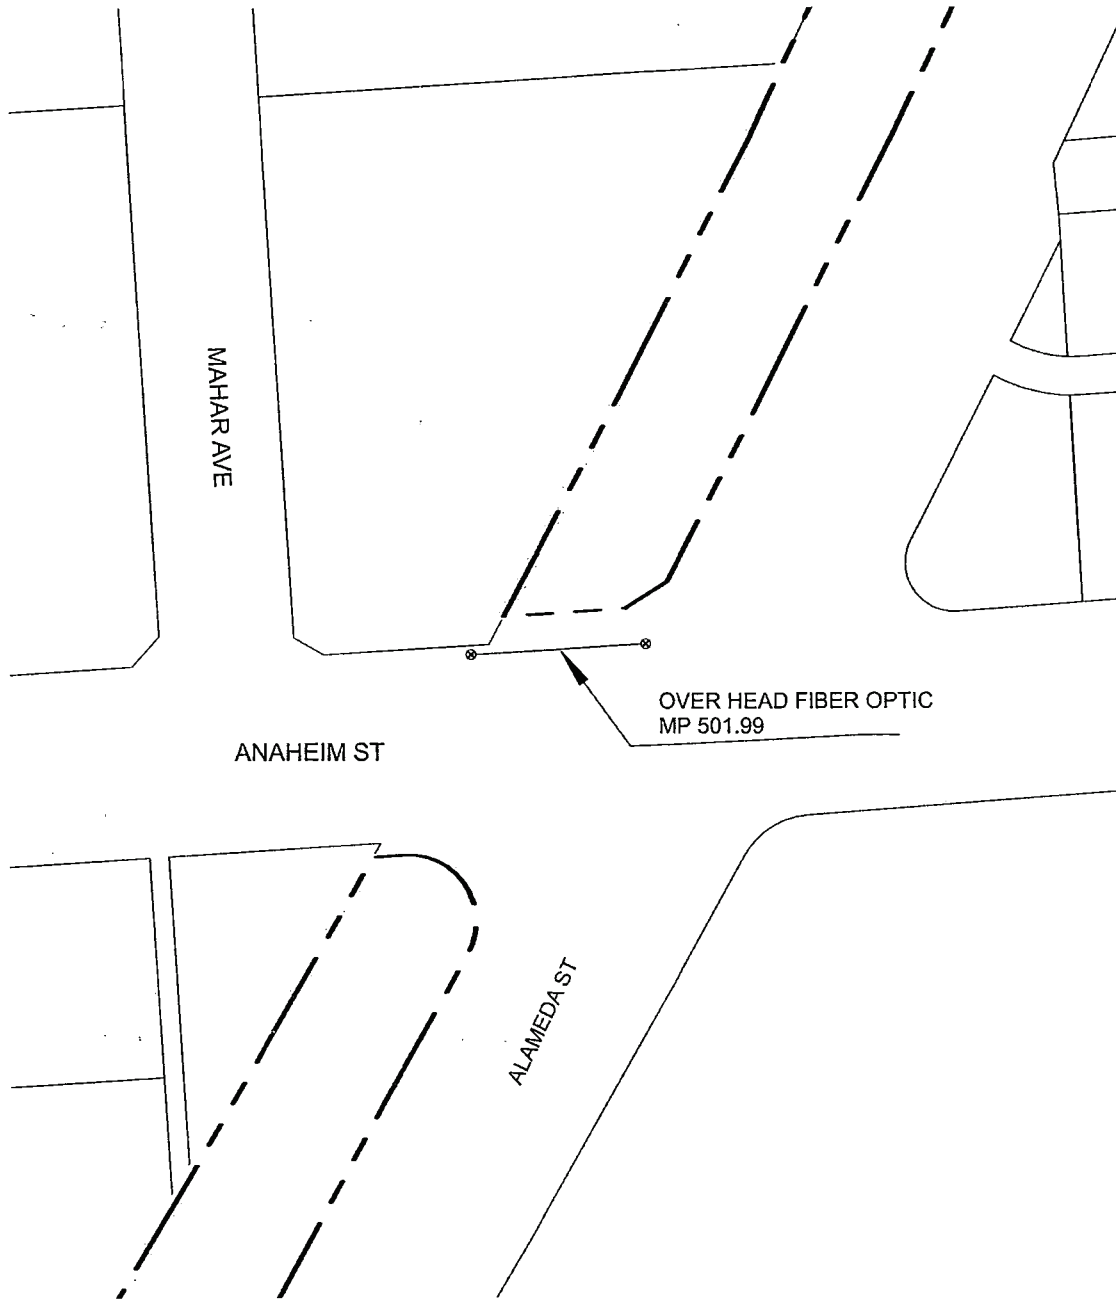 MAHAR AVE
OVER HEAD FIBER OPTIC
MP 501.99
ANAHEIM ST
ALAMEDA ST